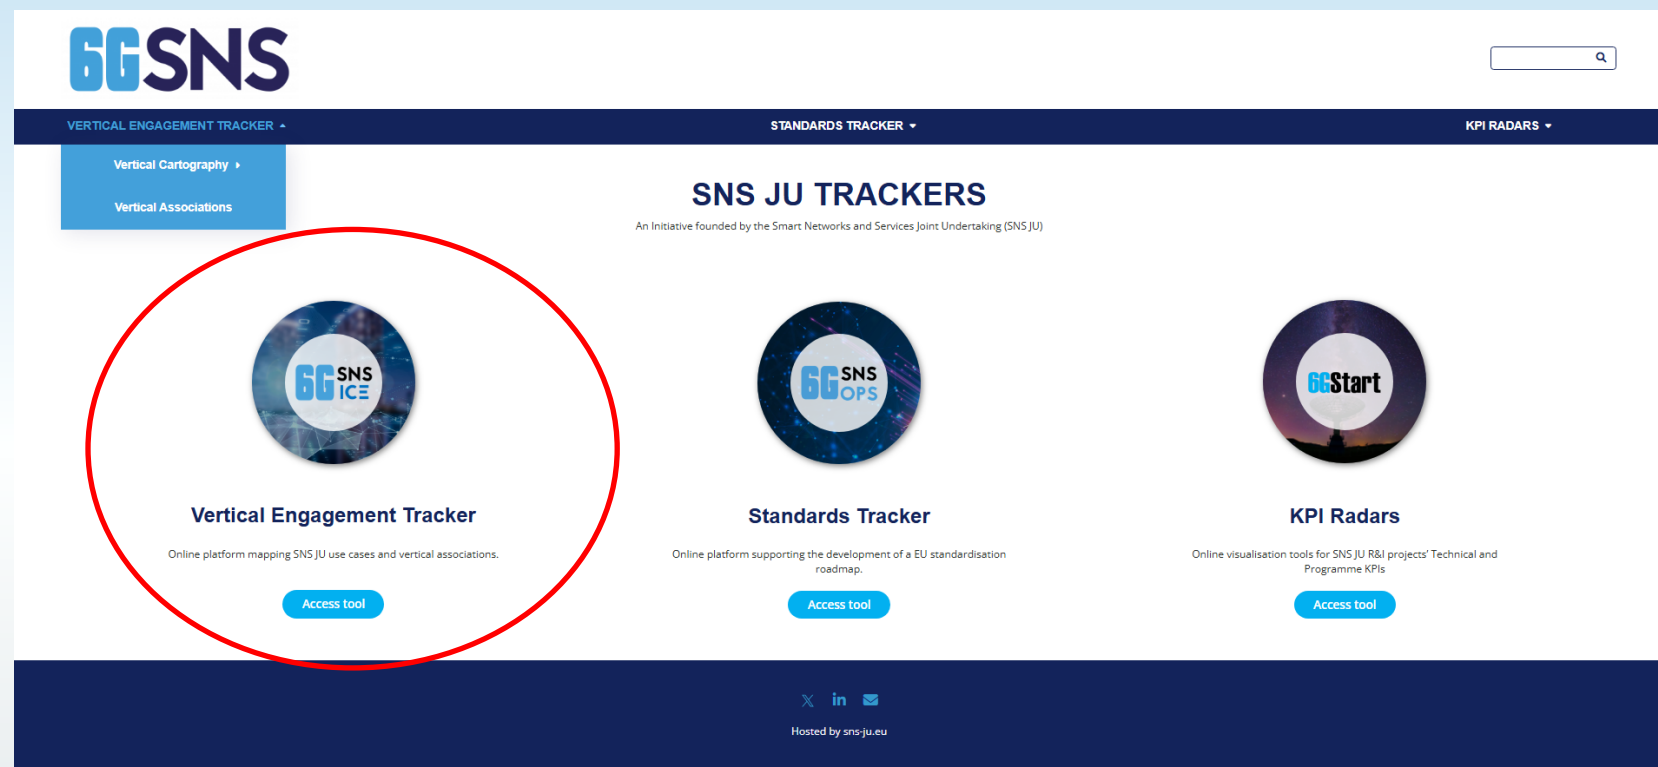 6GSNS
VERTICAL ENGAGEMENT TRACKER
STANDARDS TRACKER
KPI RADARS
Vertical Cartography
Vertical Associations
SNS JU TRACKERS
An Initiative founded by the Smart Networks and Services Joint Undertaking (SNS JU)
6G SNS
ICE
6G SNS
OPS
6GStart
Vertical Engagement Tracker
Online platform mapping SNS JU use cases and vertical associations.
Access tool
Standards Tracker
Online platform supporting the development of a EU standardisation
roadmap.
Access tool
KPI Radars
Online visualisation tools for SNS JU R&I projects' Technical and
Programme KPIs
Access tool
Hosted by sns-ju.eu